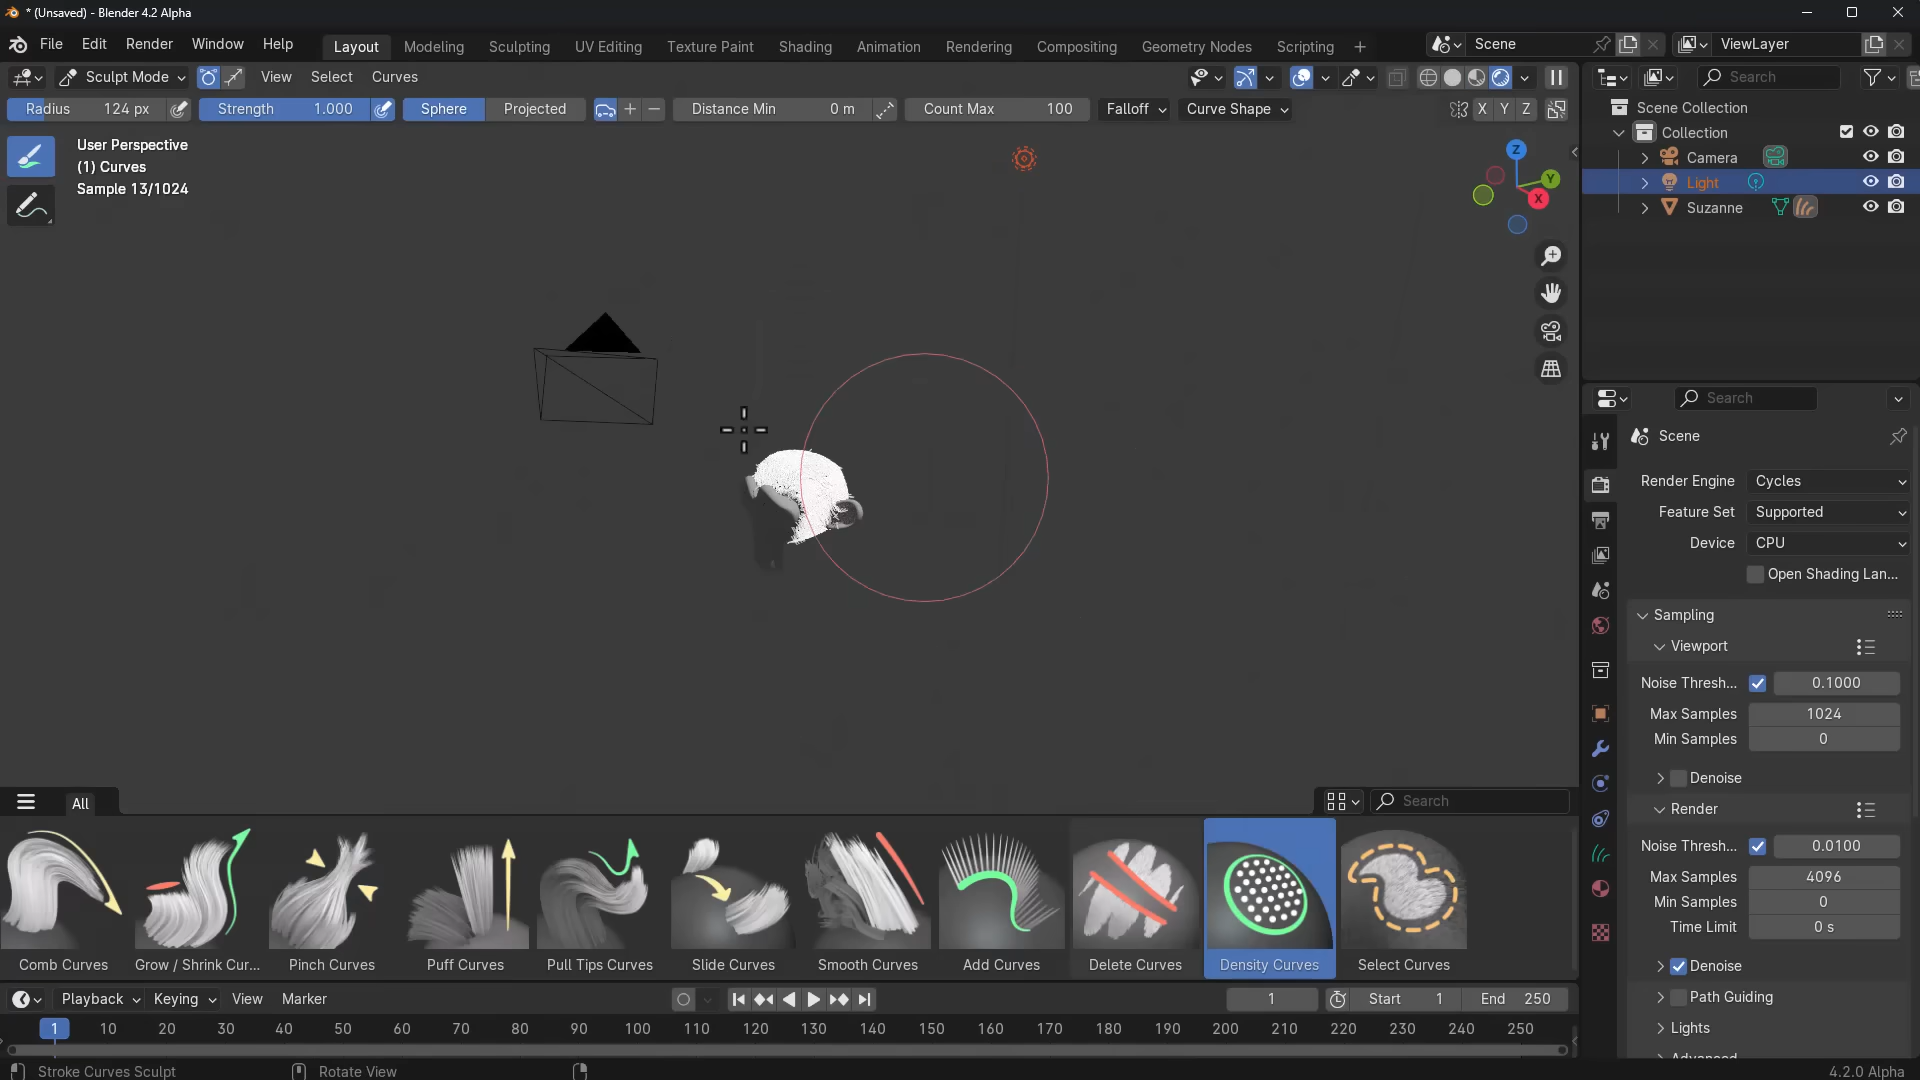 * (Unsaved) - Blender 4.2 Alpha
File Edit Render Window Help Layout Modeling Sculpting UV Editing Texture Paint Shading Animation Rendering Compositing Geometry Nodes Scripting + Scene ViewLayer
Sculpt Mode View Select Curves Search
Radius 124 px Strength 1.000 Sphere Projected Distance Min 0 m Count Max 100 Falloff Curve Shape X Y Z
Scene Collection
Collection
Camera
Light
Suzanne
User Perspective
(1) Curves
Sample 13/1024
Z
Y
X
Search
Scene
Render Engine Cycles
Feature Set Supported
Device CPU
Open Shading Lan...
Sampling
Viewport
Noise Thresh... 0.1000
Max Samples 1024
Min Samples 0
Denoise
Render
Noise Thresh... 0.0100
Max Samples 4096
Min Samples 0
Time Limit 0 s
Denoise
Path Guiding
Lights
All Search
Comb Curves Grow / Shrink Cur... Pinch Curves Puff Curves Pull Tips Curves Slide Curves Smooth Curves Add Curves Delete Curves Density Curves Select Curves
Playback Keying View Marker 1 Start 1 End 250
1 10 20 30 40 50 60 70 80 90 100 110 120 130 140 150 160 170 180 190 200 210 220 230 240 250
Stroke Curves Sculpt Rotate View 4.2.0 Alpha